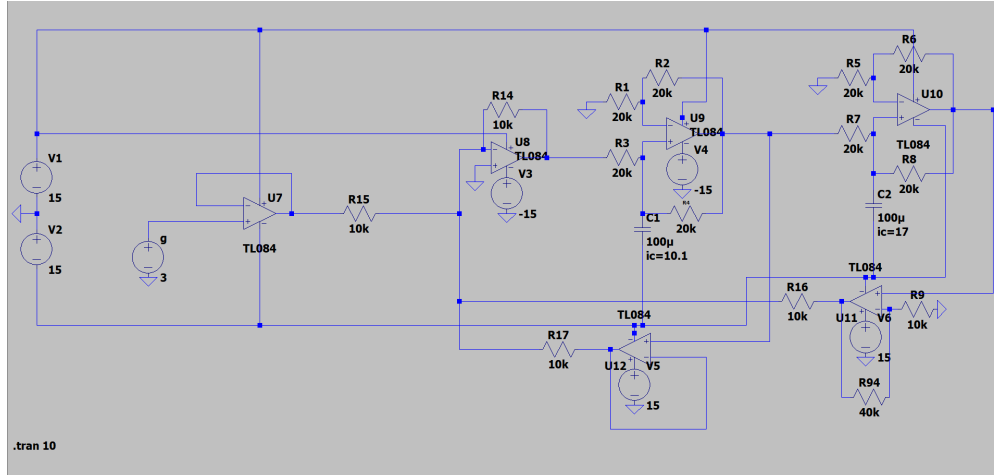 R6
20k
R5
20k
U10
TL084
R7
20k
R8
20k
C2
100µ
ic=17
R2
20k
R1
20k
U9
TL084
V4
-15
R3
20k
R4
20k
C1
100µ
ic=10.1
R14
10k
U8
TL084
V3
-15
V1
15
V2
15
U7
TL084
g
3
R15
10k
R16
10k
TL084
U11
V6
15
R9
10k
R94
40k
R17
10k
TL084
U12
V5
15
.tran 10